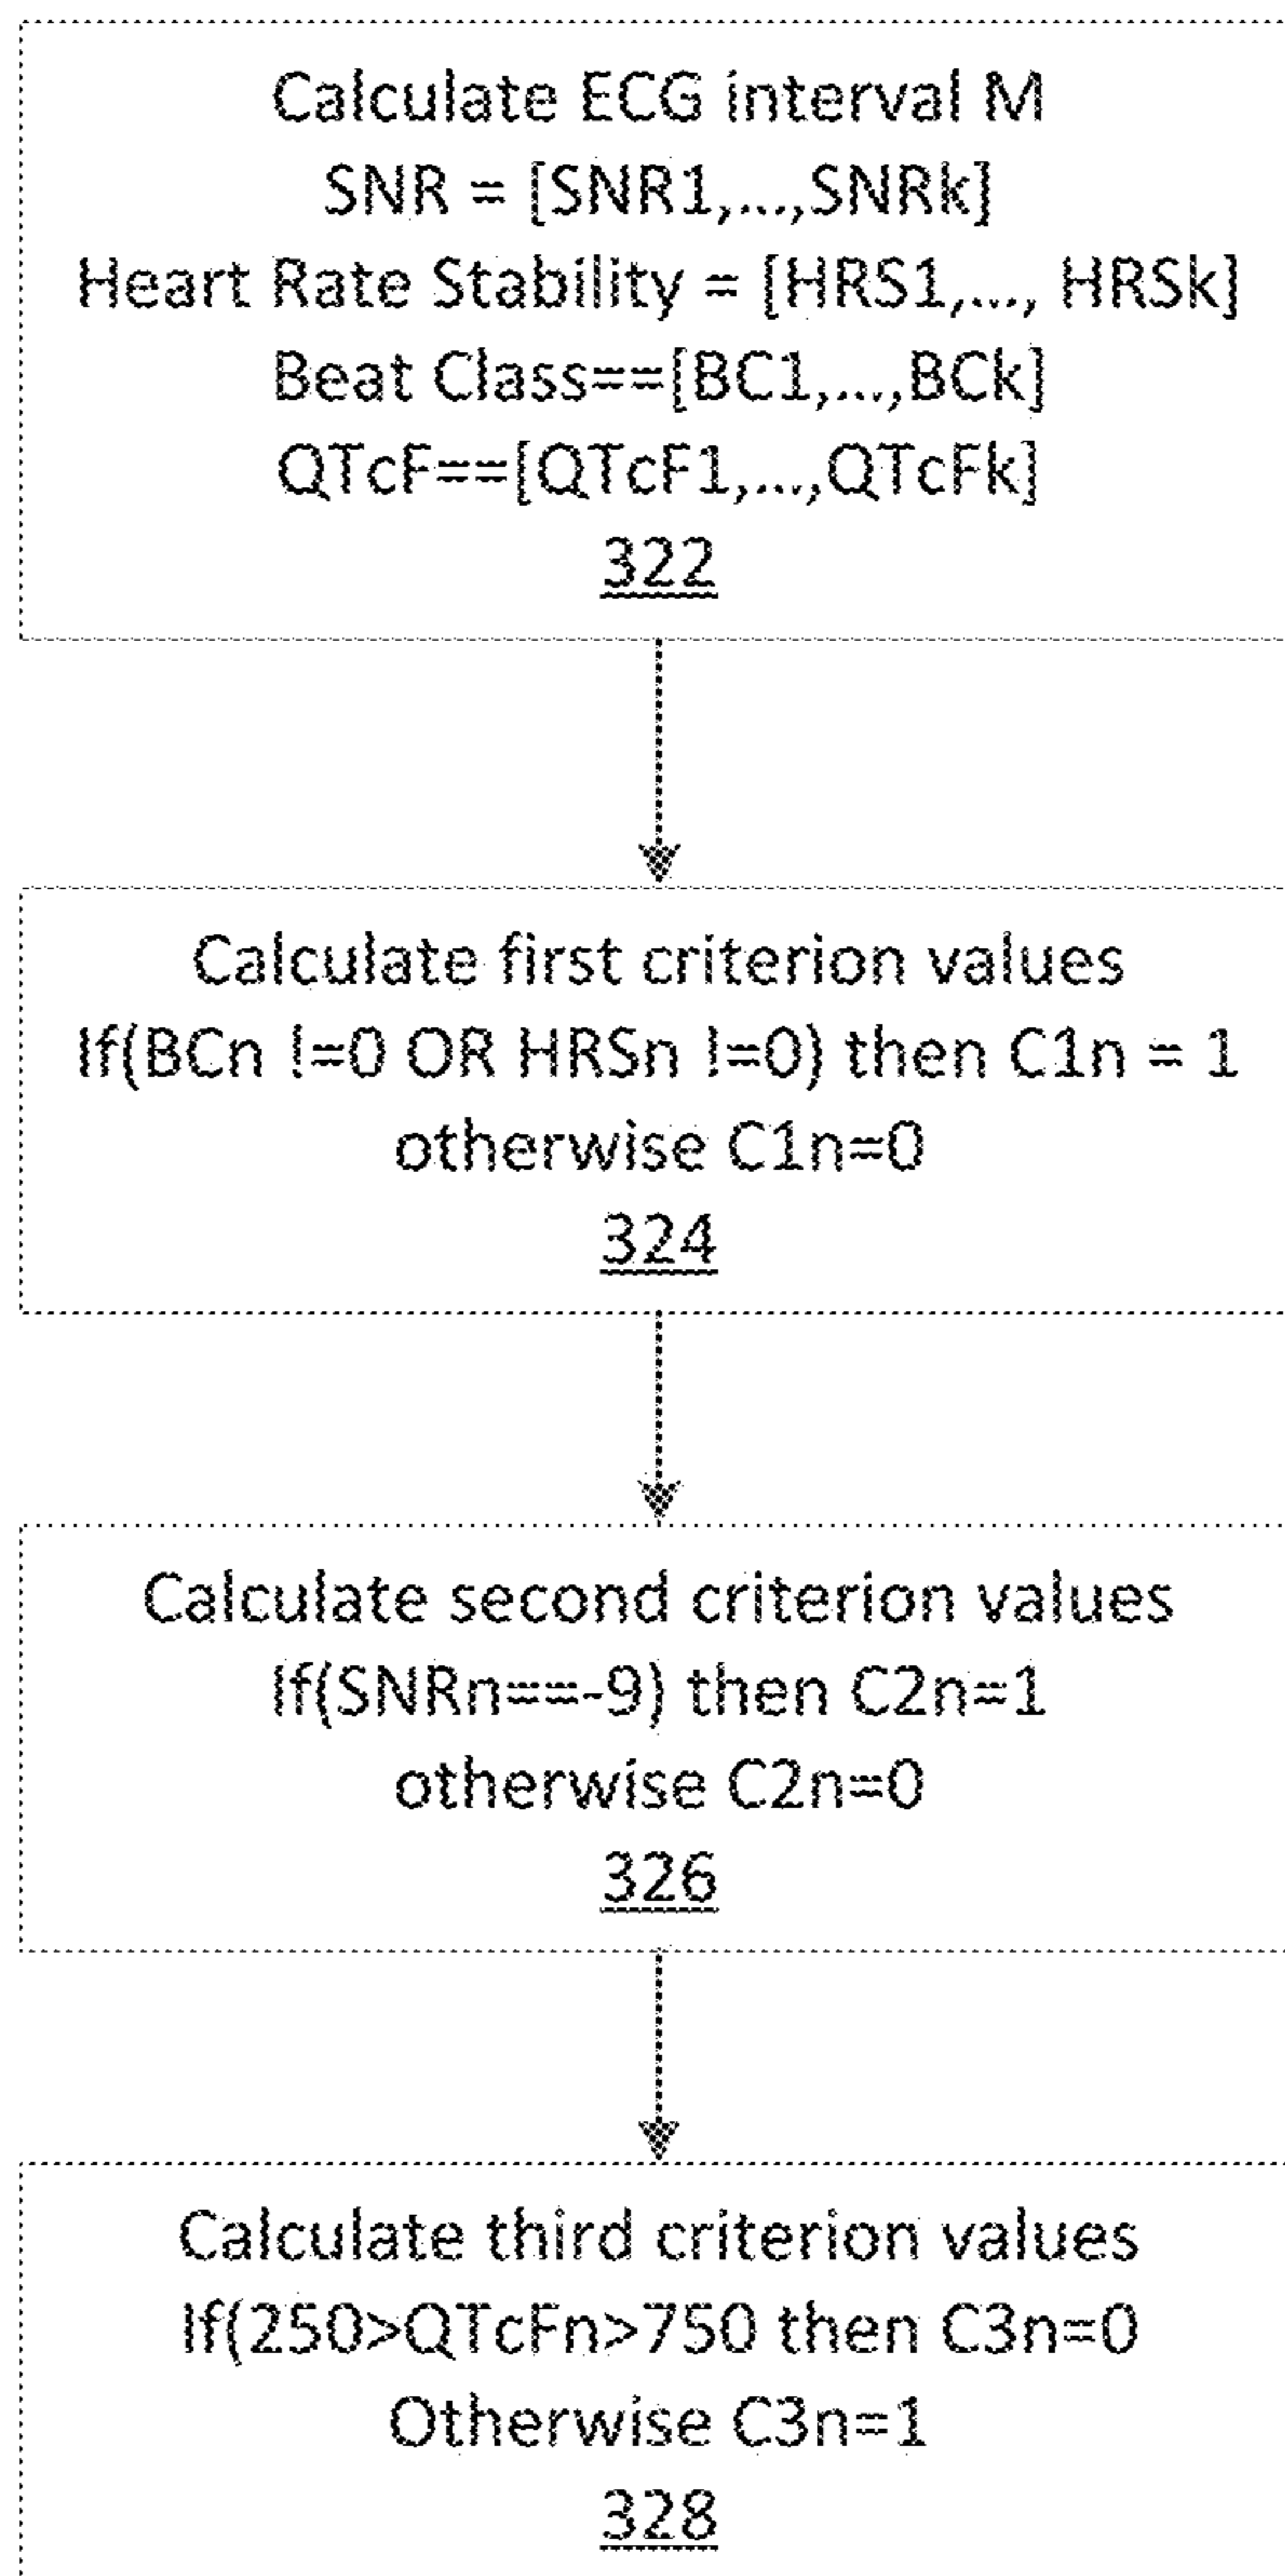 Calculate ECG interval M
SNR = [SNR1,...,SNRk]
Heart Rate Stability = [HRS1,..., HRSk]
Beat Class==[BC1,...,BCk]
QTcF==[QTcF1,...,QTcFk]
322
Calculate first criterion values
If(BCn !=0 OR HRSn !=0) then C1n = 1
otherwise C1n=0
324
Calculate second criterion values
If(SNRn==-9) then C2n=1
otherwise C2n=0
326
Calculate third criterion values
If(250>QTcFn>750 then C3n=0
Otherwise C3n=1
328